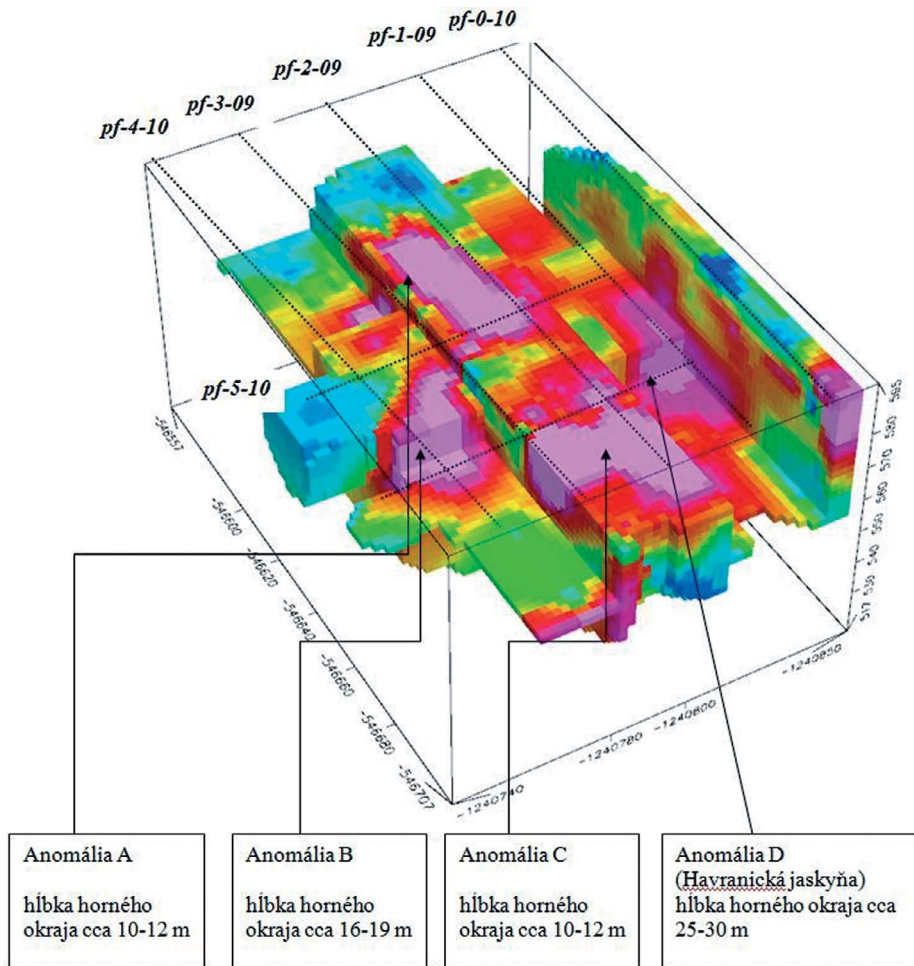 pf-0-10
pf-1-09
pf-2-09
pf-3-09
pf-4-10
pf-5-10
-546557
-546600
-546620
-546640
-546660
-546680
-546707
-1240740
-1240780
-1240800
-1240850
595
580
570
560
550
540
530
517
Anomália A
hĺbka horného
okraja cca 10-12 m
Anomália B
hĺbka horného
okraja cca 16-19 m
Anomália C
hĺbka horného
okraja cca 10-12 m
Anomália D
(Havranická jaskyňa)
hĺbka horného okraja cca
25-30 m